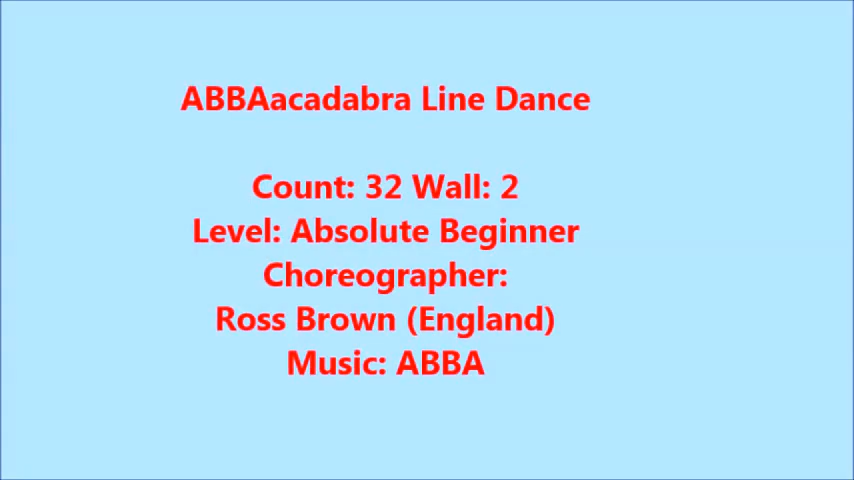 ABBAacadabra Line Dance
Count: 32 Wall: 2
Level: Absolute Beginner
Choreographer:
Ross Brown (England)
Music: ABBA